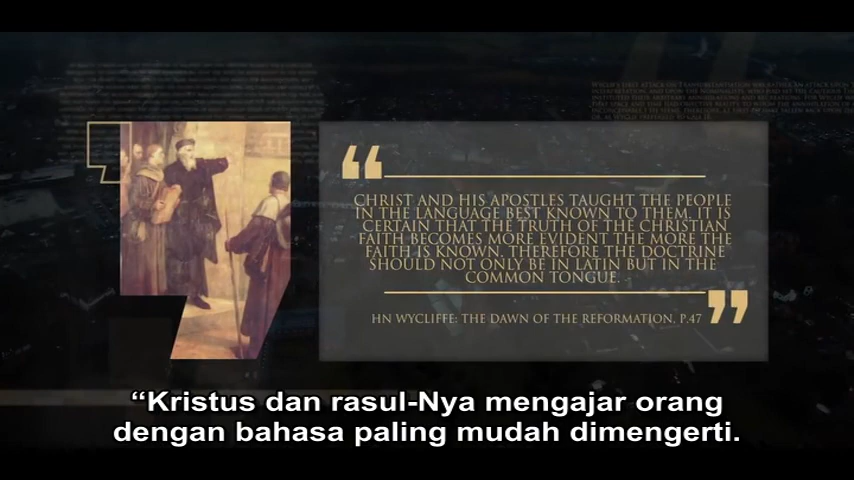 CHRIST AND HIS APOSTLES TAUGHT THE PEOPLE
IN THE LANGUAGE BEST KNOWN TO THEM. IT IS
CERTAIN THAT THE TRUTH OF THE CHRISTIAN
FAITH BECOMES MORE EVIDENT THE MORE THE
FAITH IS KNOWN. THEREFORE THE DOCTRINE
SHOULD NOT ONLY BE IN LATIN BUT IN THE
COMMON TONGUE.
HN WYCLIFFE: THE DAWN OF THE REFORMATION, P.47
“Kristus dan rasul-Nya mengajar orang
dengan bahasa paling mudah dimengerti.